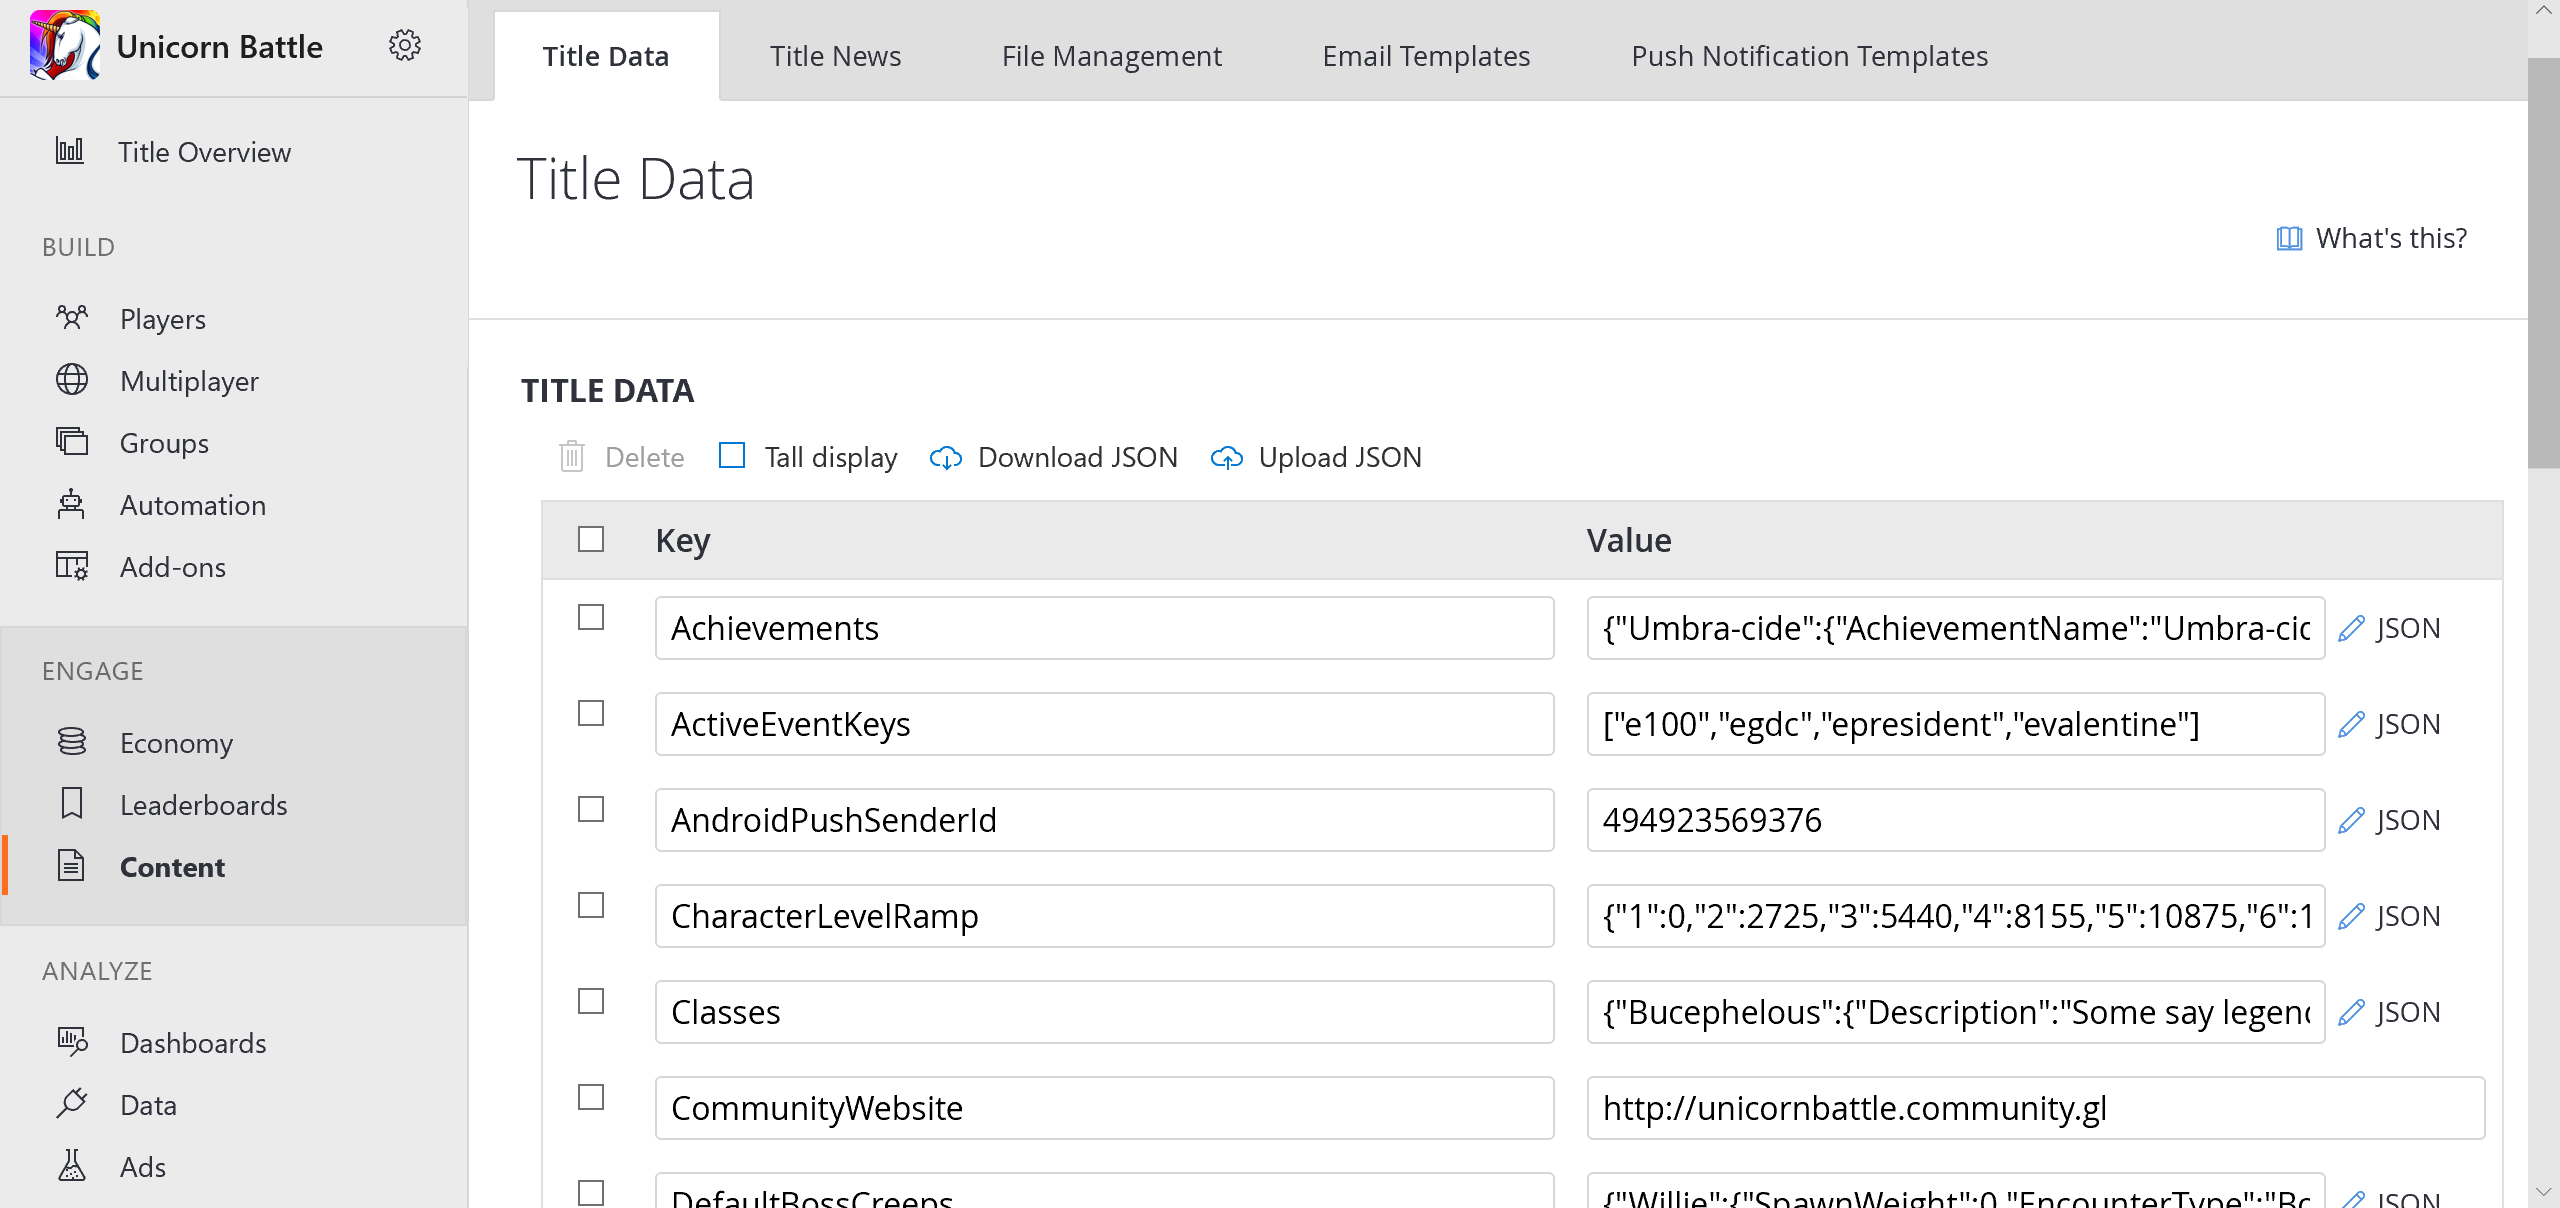 Unicorn Battle
Title Overview
BUILD
Players
Multiplayer
Groups
Automation
Add-ons
ENGAGE
Economy
Leaderboards
Content
ANALYZE
Dashboards
Data
Ads
Title Data Title News File Management Email Templates Push Notification Templates
Title Data
What's this?
TITLE DATA
Delete Tall display Download JSON Upload JSON
Key Value
Achievements {"Umbra-cide":{"AchievementName":"Umbra-cid JSON
ActiveEventKeys ["e100","egdc","epresident","evalentine"] JSON
AndroidPushSenderId 494923569376 JSON
CharacterLevelRamp {"1":0,"2":2725,"3":5440,"4":8155,"5":10875,"6":1 JSON
Classes {"Bucephelous":{"Description":"Some say legend JSON
CommunityWebsite http://unicornbattle.community.gl
DefaultBossCreeps {"Willie":{"SpawnWeight":0,"EncounterType":"Bo JSON